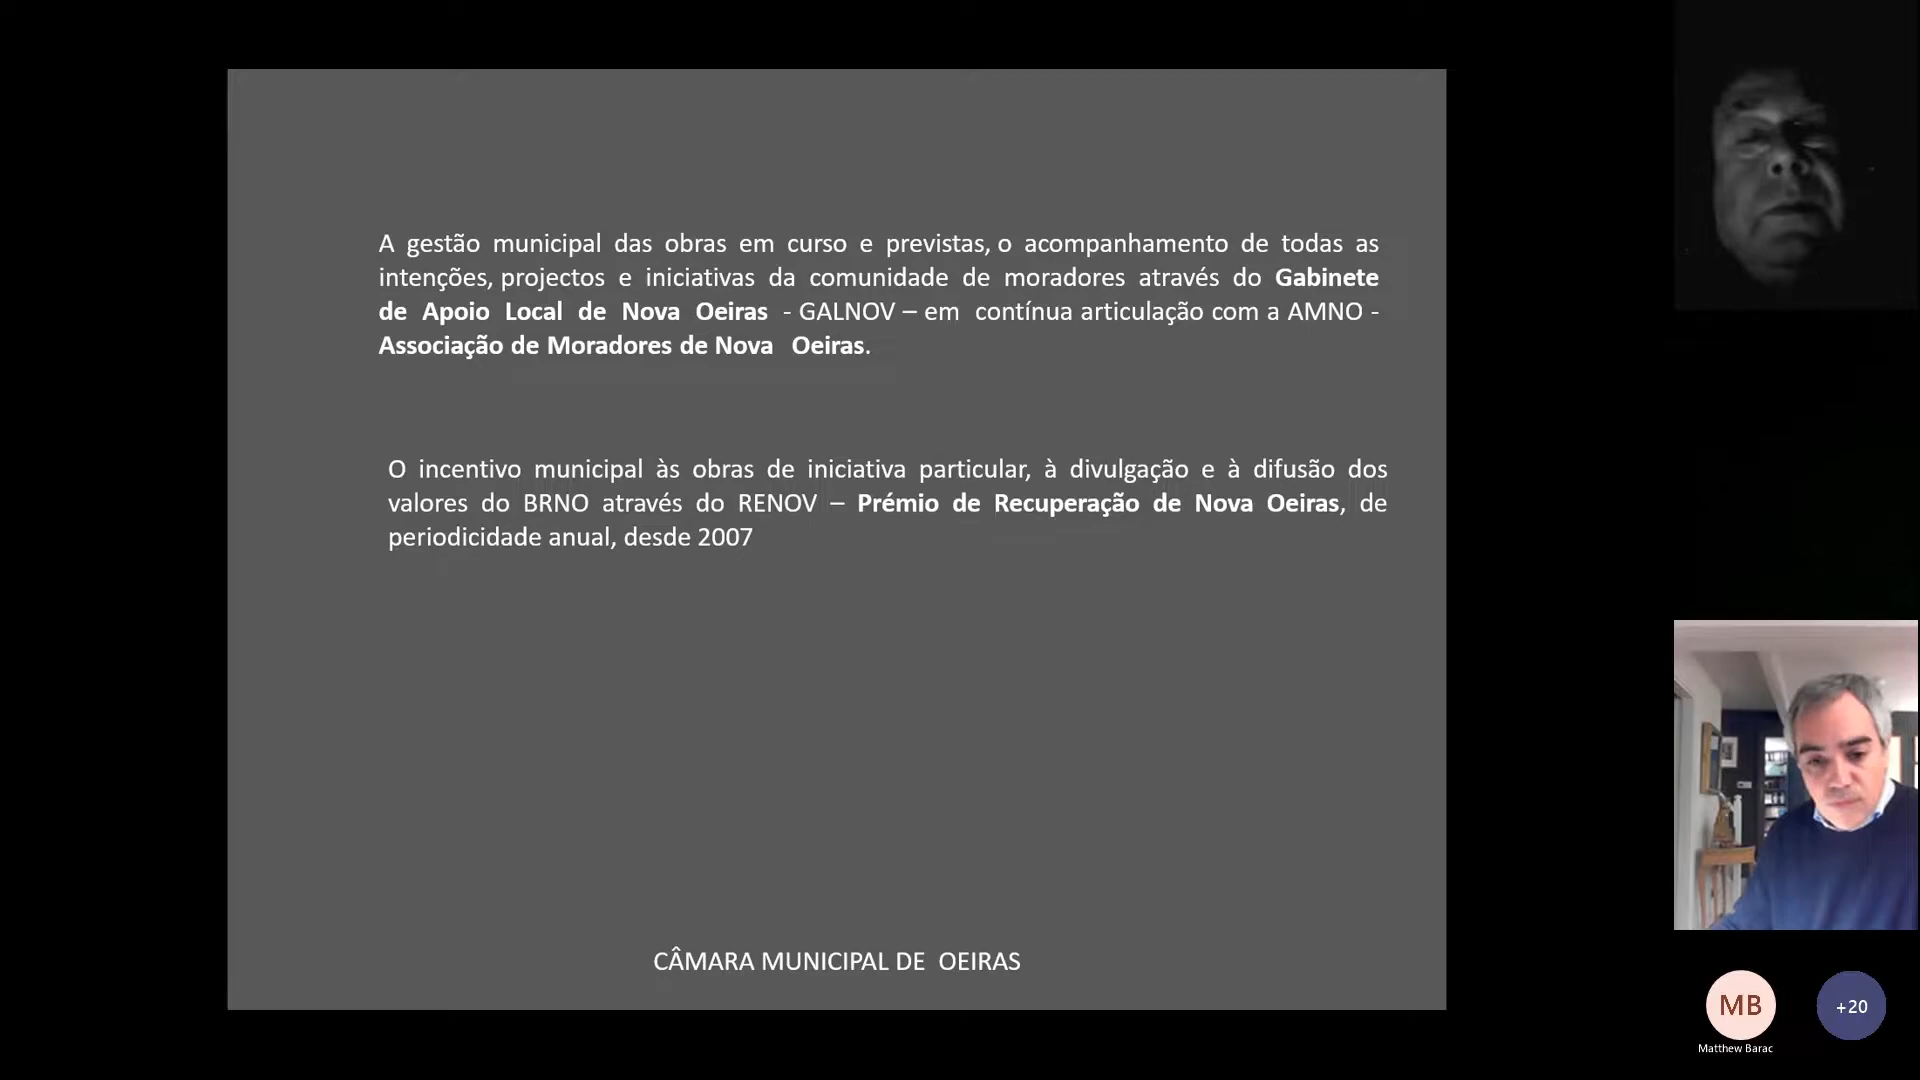 A gestão municipal das obras em curso e previstas, o acompanhamento de todas as
intenções, projectos e iniciativas da comunidade de moradores através do Gabinete
de Apoio Local de Nova Oeiras - GALNOV – em contínua articulação com a AMNO -
Associação de Moradores de Nova Oeiras.
O incentivo municipal às obras de iniciativa particular, à divulgação e à difusão dos
valores do BRNO através do RENOV – Prémio de Recuperação de Nova Oeiras, de
periodicidade anual, desde 2007
CÂMARA MUNICIPAL DE OEIRAS
MB
+20
Matthew Barac